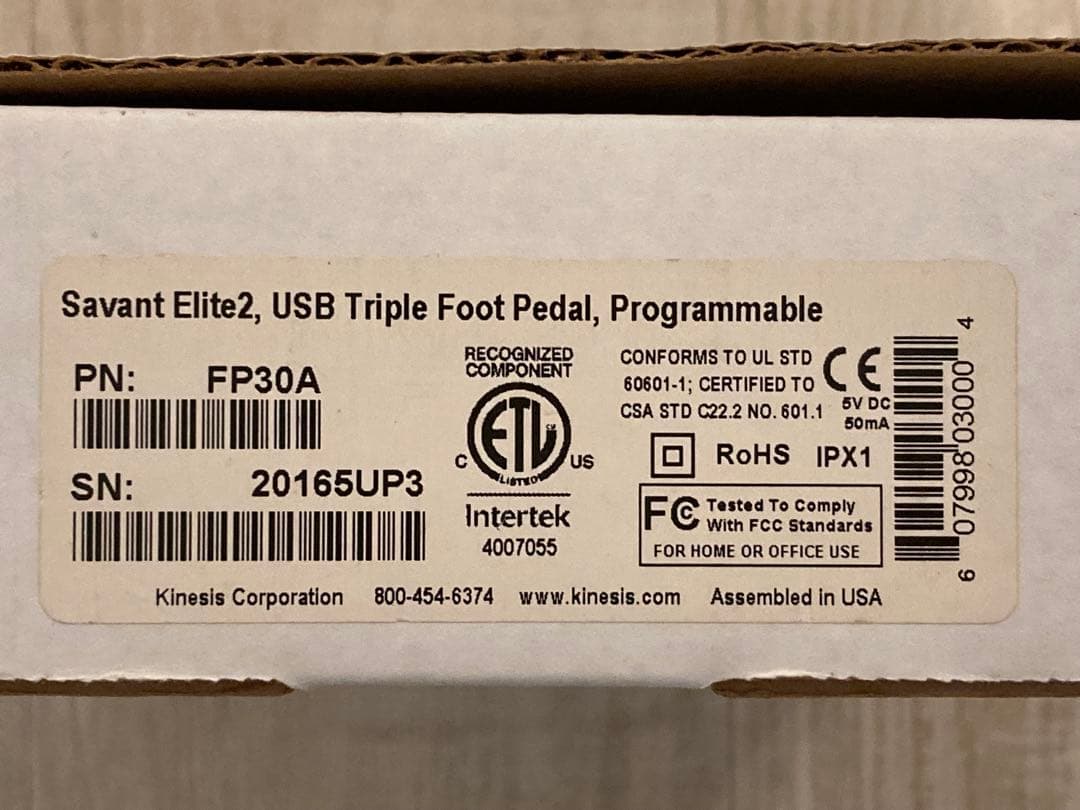 Savant Elite2, USB Triple Foot Pedal, Programmable
PN: FP30A
SN: 20165UP3
RECOGNIZED
COMPONENT
ETL
CM
LISTED
C
US
Intertek
4007055
CONFORMS TO UL STD
60601-1; CERTIFIED TO
CSA STD C22.2 NO. 601.1
CE
5V DC
50mA
RoHS IPX1
FC Tested To Comply
With FCC Standards
FOR HOME OR OFFICE USE
6 07998 03000 4
Kinesis Corporation 800-454-6374 www.kinesis.com Assembled in USA